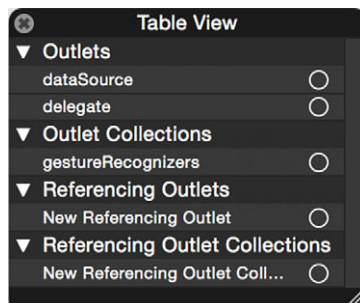 Table View
Outlets
dataSource
delegate
Outlet Collections
gestureRecognizers
Referencing Outlets
New Referencing Outlet
Referencing Outlet Collections
New Referencing Outlet Coll...